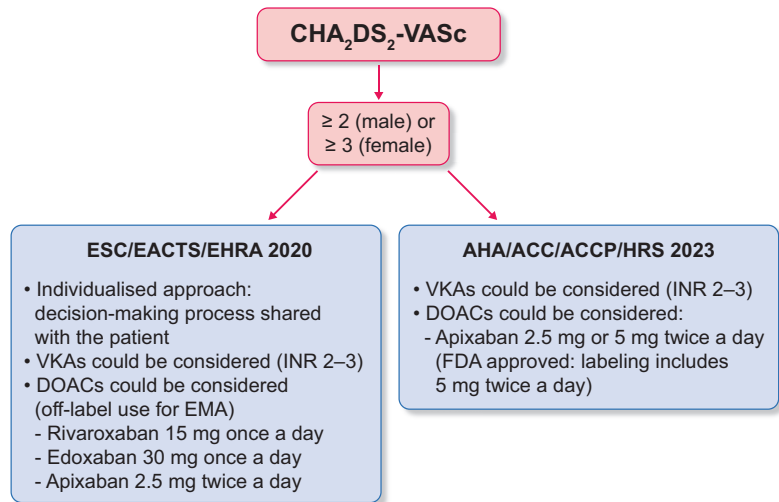 CHA₂DS₂-VASc
≥ 2 (male) or
≥ 3 (female)
ESC/EACTS/EHRA 2020
• Individualised approach:
decision-making process shared
with the patient
• VKAs could be considered (INR 2–3)
• DOACs could be considered
(off-label use for EMA)
- Rivaroxaban 15 mg once a day
- Edoxaban 30 mg once a day
- Apixaban 2.5 mg twice a day
AHA/ACC/ACCP/HRS 2023
• VKAs could be considered (INR 2–3)
• DOACs could be considered:
- Apixaban 2.5 mg or 5 mg twice a day
(FDA approved: labeling includes
5 mg twice a day)